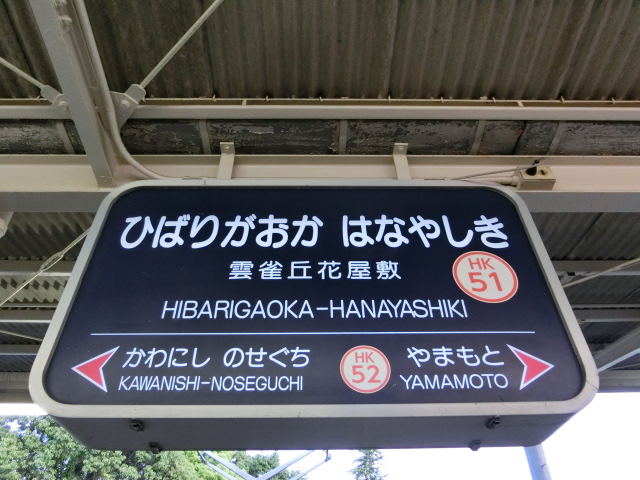 ひばりがおか はなやしき
雲雀丘花屋敷
HK
51
HIBARIGAOKA-HANAYASHIKI
かわにし のせぐち
KAWANISHI-NOSEGUCHI
HK
52
やまもと
YAMAMOTO